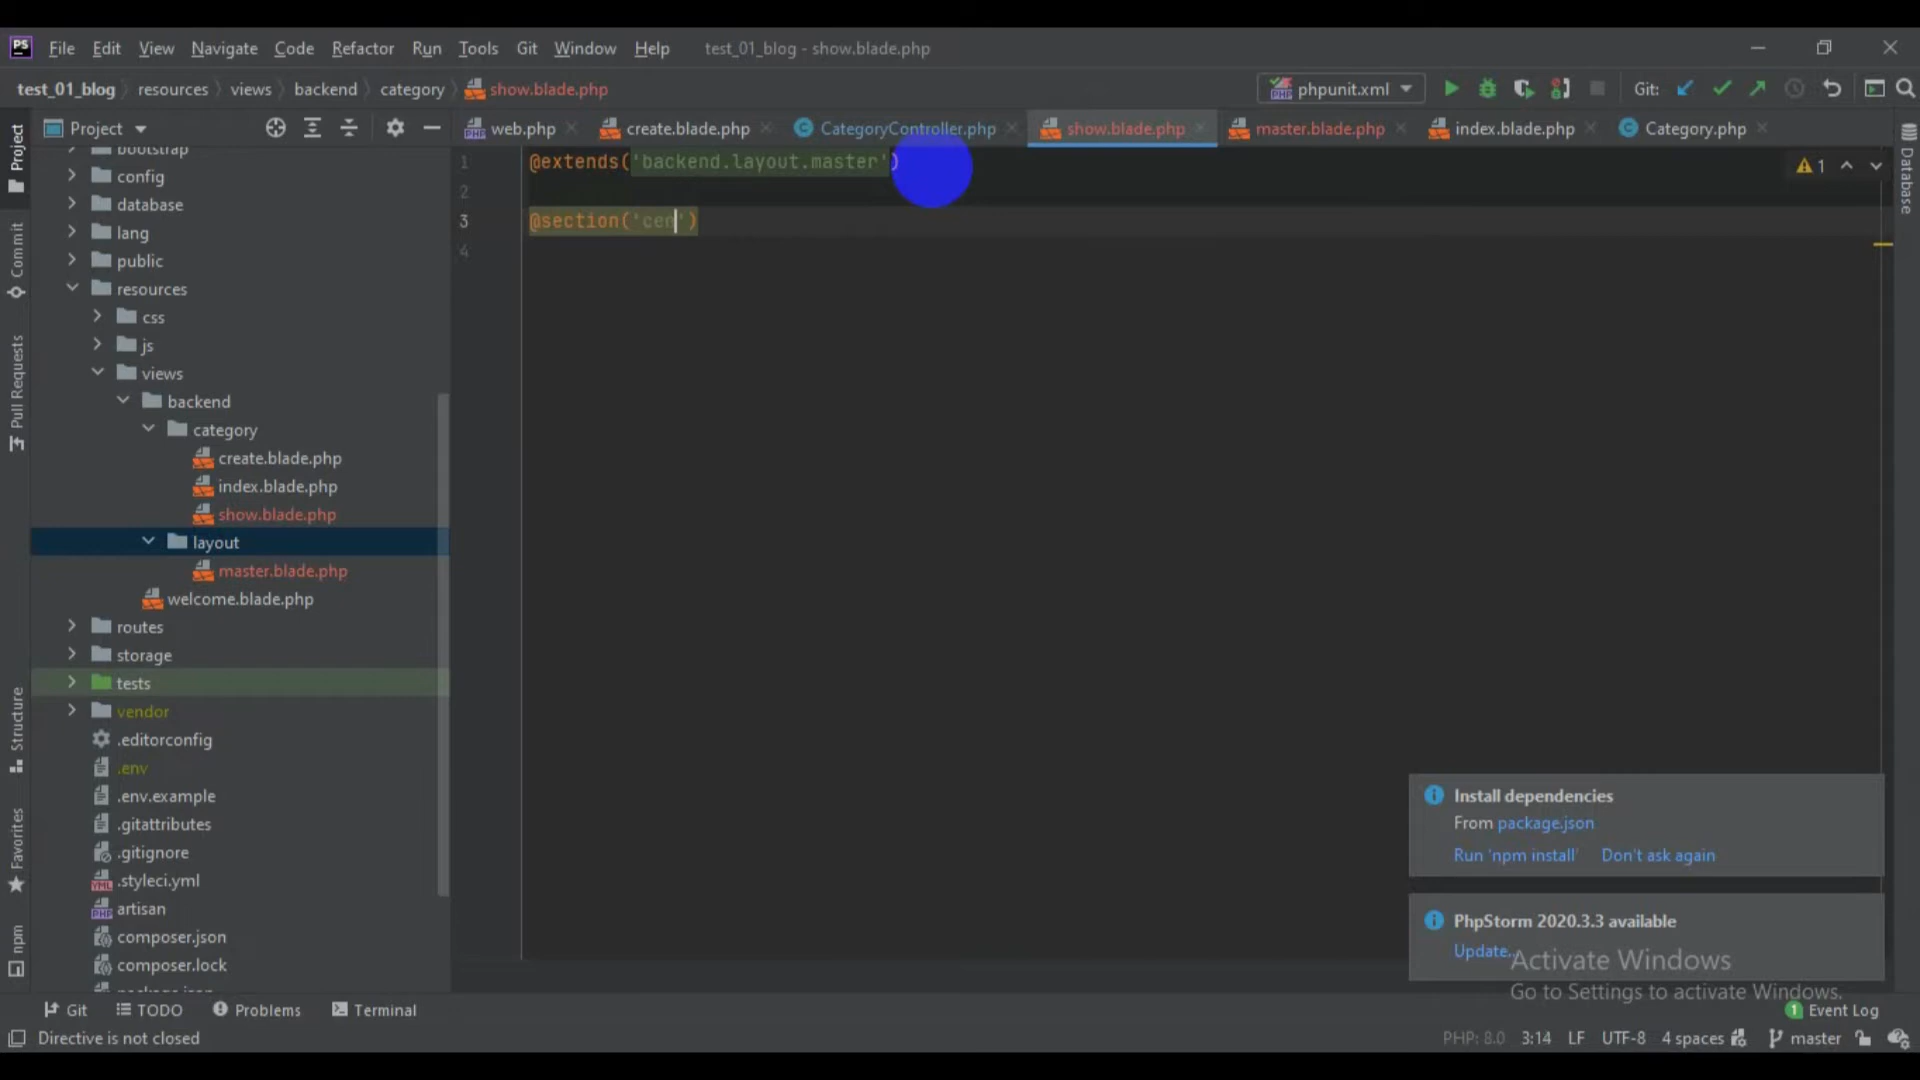 PS File Edit View Navigate Code Refactor Run Tools Git Window Help test_01_blog - show.blade.php
test_01_blog resources views backend category show.blade.php phpunit.xml Git:
Project web.php create.blade.php CategoryController.php show.blade.php master.blade.php index.blade.php Category.php
1 @extends('backend.layout.master')
2
3 @section('cen')
4
1
bootstrap
config
database
lang
public
resources
css
js
views
backend
category
create.blade.php
index.blade.php
show.blade.php
layout
master.blade.php
welcome.blade.php
routes
storage
tests
vendor
.editorconfig
.env
.env.example
.gitattributes
.gitignore
.styleci.yml
artisan
composer.json
composer.lock
Project
Commit
Pull Requests
Structure
Favorites
npm
Database
Install dependencies
From package.json
Run 'npm install' Don't ask again
PhpStorm 2020.3.3 available
Update...
Activate Windows
Go to Settings to activate Windows.
Git TODO Problems Terminal 1 Event Log
Directive is not closed PHP: 8.0 3:14 LF UTF-8 4 spaces master